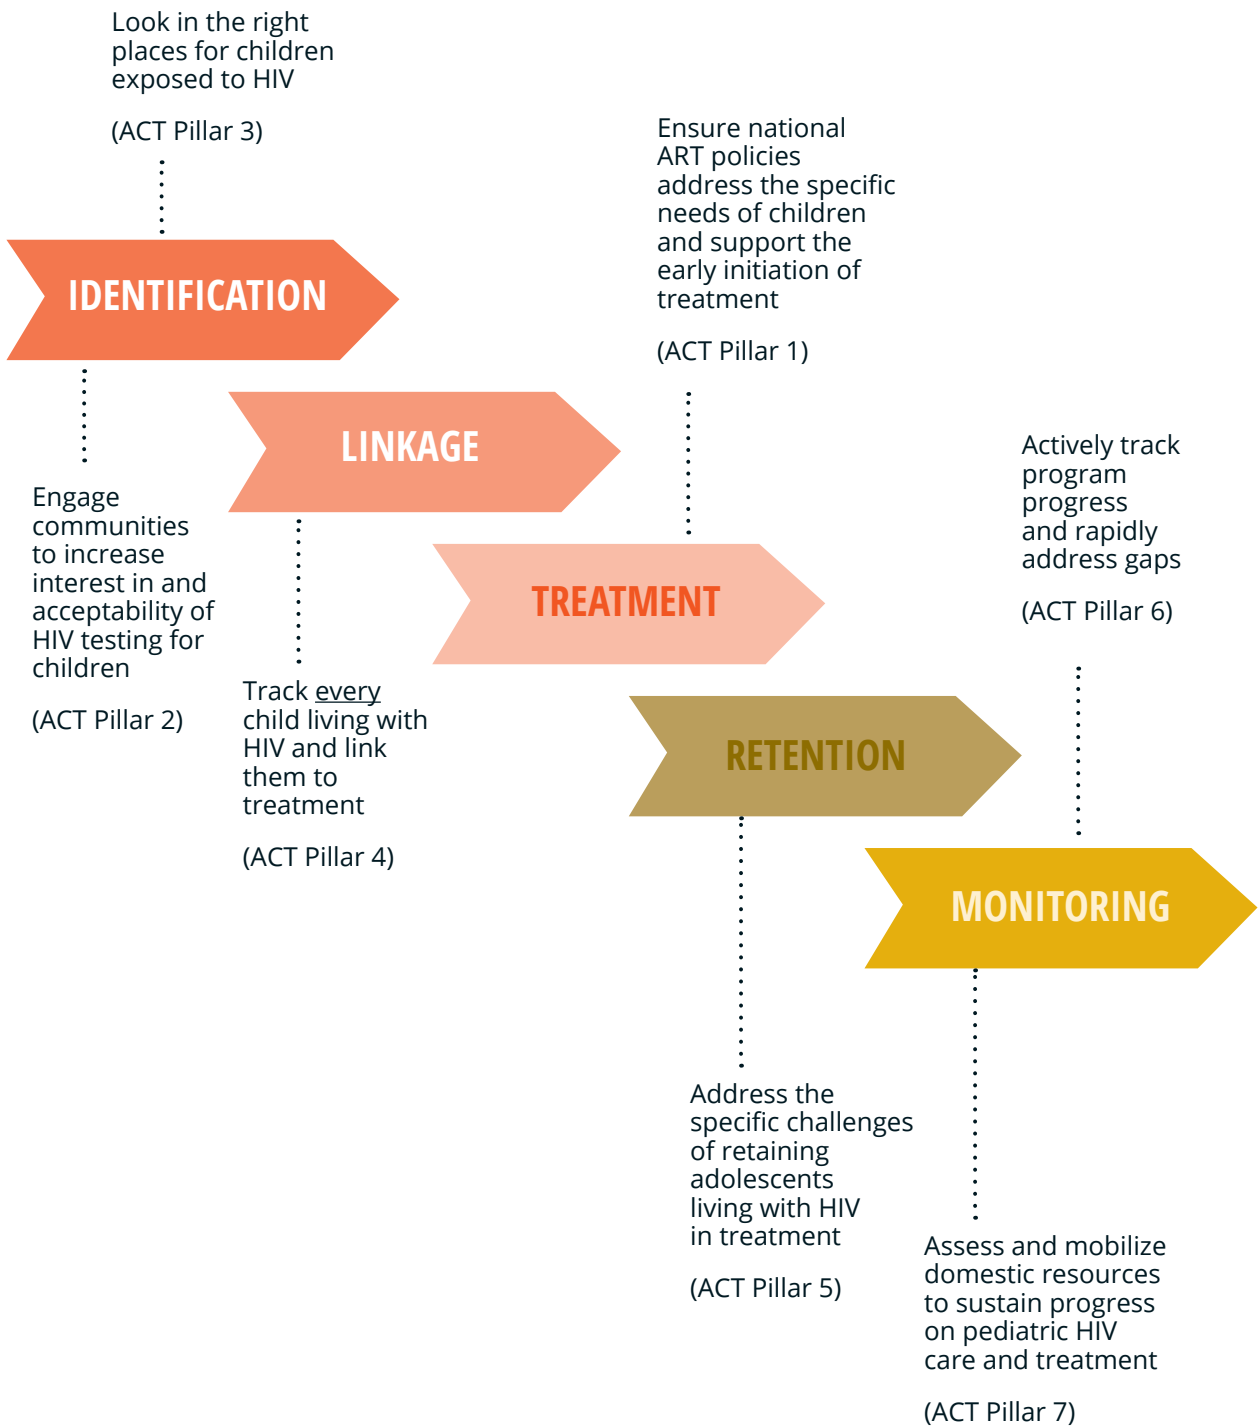 Look in the right
places for children
exposed to HIV
(ACT Pillar 3)
IDENTIFICATION
Engage
communities
to increase
interest in and
acceptability of
HIV testing for
children
(ACT Pillar 2)
LINKAGE
Track every
child living with
HIV and link
them to
treatment
(ACT Pillar 4)
Ensure national
ART policies
address the specific
needs of children
and support the
early initiation of
treatment
(ACT Pillar 1)
TREATMENT
RETENTION
Address the
specific challenges
of retaining
adolescents
living with HIV
in treatment
(ACT Pillar 5)
Actively track
program
progress
and rapidly
address gaps
(ACT Pillar 6)
MONITORING
Assess and mobilize
domestic resources
to sustain progress
on pediatric HIV
care and treatment
(ACT Pillar 7)